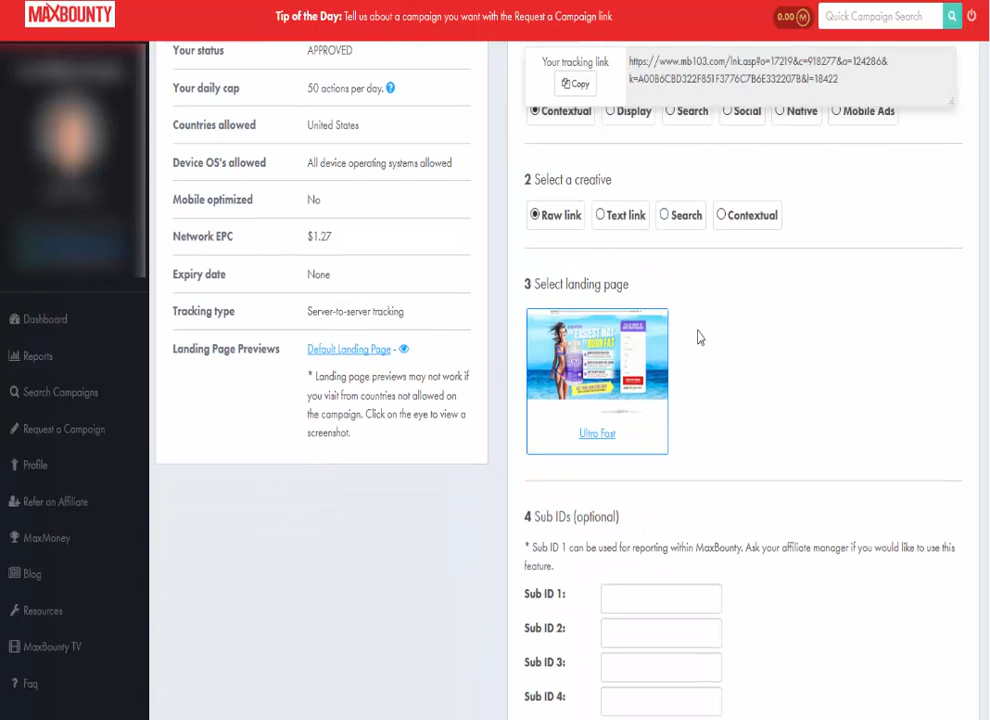 MAXBOUNTY
Tip of the Day: Tell us about a campaign you want with the Request a Campaign link
0.00 M
Quick Campaign Search
Dashboard
Reports
Search Campaigns
Request a Campaign
Profile
Refer an Affiliate
MaxMoney
Blog
Resources
MaxBounty TV
? Faq
Your status APPROVED
Your daily cap 50 actions per day. ?
Countries allowed United States
Device OS's allowed All device operating systems allowed
Mobile optimized No
Network EPC $1.27
Expiry date None
Tracking type Server-to-server tracking
Landing Page Previews Default Landing Page -
* Landing page previews may not work if
you visit from countries not allowed on
the campaign. Click on the eye to view a
screenshot.
Your tracking link
Copy
https://www.mb103.com/lnk.asp?o=17219&c=918277&a=124286&
k=A00B6CBD322F851F3776C7B6E332207B&l=18422
Contextual Display Search Social Native Mobile Ads
2 Select a creative
Raw link Text link Search Contextual
3 Select landing page
EASIEST WAY
TO BURN FAT
Ultra Fast
4 Sub IDs (optional)
* Sub ID 1 can be used for reporting within MaxBounty. Ask your affiliate manager if you would like to use this
feature.
Sub ID 1:
Sub ID 2:
Sub ID 3:
Sub ID 4: